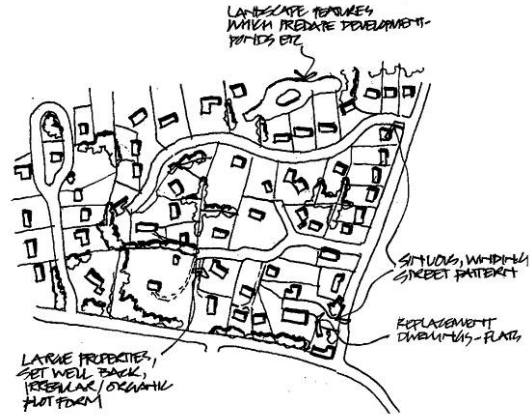 LANDSCAPE FEATURES
WHICH PREDATE DEVELOPMENT-
PONDS ETC
SINUOUS, WINDING
STREET PATTERN
REPLACEMENT
DWELLINGS - FLATS
LARGE PROPERTIES,
SET WELL BACK,
IRREGULAR/ORGANIC
PLOT FORM